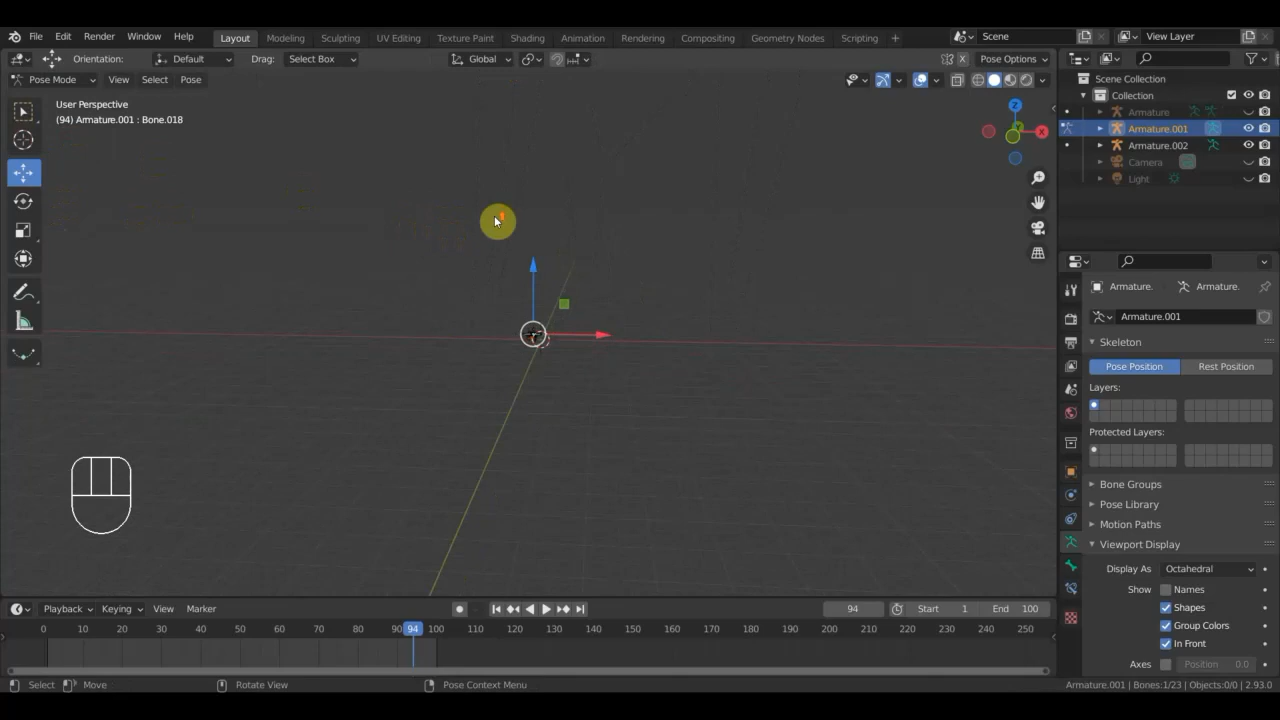 File Edit Render Window Help Layout Modeling Sculpting UV Editing Texture Paint Shading Animation Rendering Compositing Geometry Nodes Scripting + Scene View Layer
Orientation: Default Drag: Select Box Global X Pose Options
Pose Mode View Select Pose
User Perspective
(94) Armature.001 : Bone.018
Z
X
Y
Scene Collection
Collection
Armature
Armature.001
Armature.002
Camera
Light
Armature. Armature.
Armature.001
Skeleton
Pose Position Rest Position
Layers:
Protected Layers:
Bone Groups
Pose Library
Motion Paths
Viewport Display
Display As Octahedral
Show Names
Shapes
Group Colors
In Front
Axes Position 0.0
Playback Keying View Marker 94 Start 1 End 100
0 10 20 30 40 50 60 70 80 90 94 100 110 120 130 140 150 160 170 180 190 200 210 220 230 240 250
Select Move Rotate View Pose Context Menu Armature.001 | Bones:1/23 | Objects:0/0 | 2.93.0